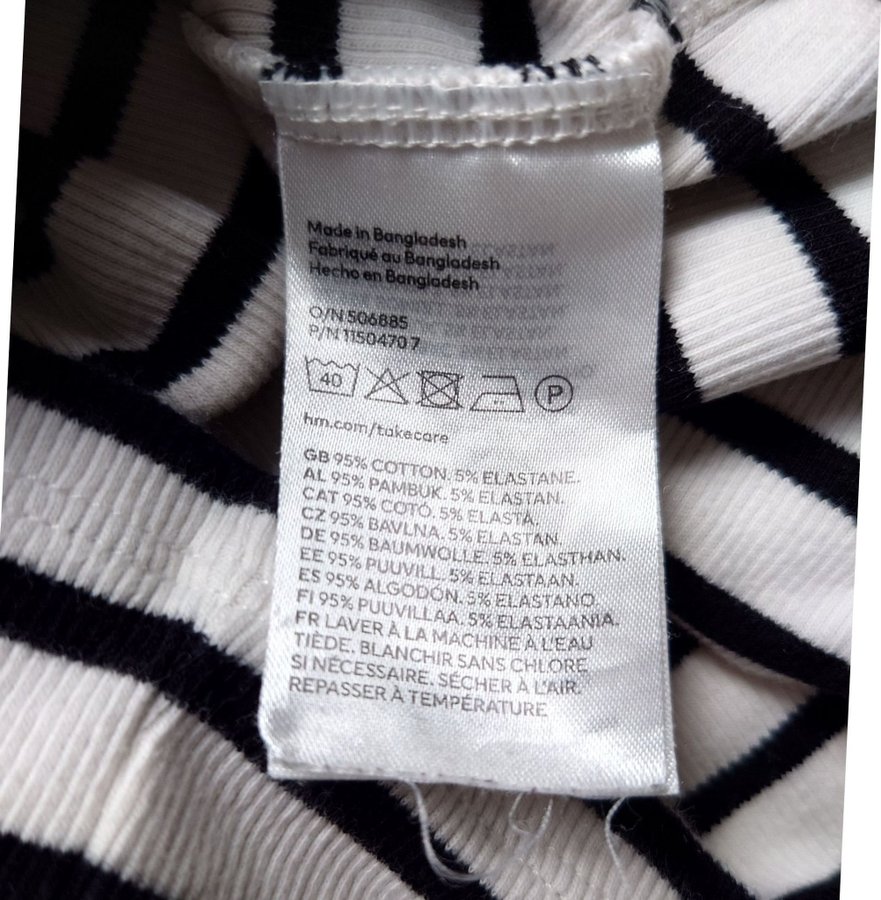 Made in Bangladesh
Fabriqué au Bangladesh
Hecho en Bangladesh
O/N 506885
P/N 11504707
40
P
hm.com/takecare
GB 95% COTTON. 5% ELASTANE.
AL 95% PAMBUK. 5% ELASTAN.
CAT 95% COTÓ. 5% ELASTÀ.
CZ 95% BAVLNA. 5% ELASTAN.
DE 95% BAUMWOLLE. 5% ELASTHAN.
EE 95% PUUVILL. 5% ELASTAAN.
ES 95% ALGODÓN. 5% ELASTANO.
FI 95% PUUVILLAA. 5% ELASTAANIA.
FR LAVER À LA MACHINE À L'EAU
TIÈDE. BLANCHIR SANS CHLORE
SI NÉCESSAIRE. SÉCHER À L'AIR.
REPASSER À TEMPÉRATURE